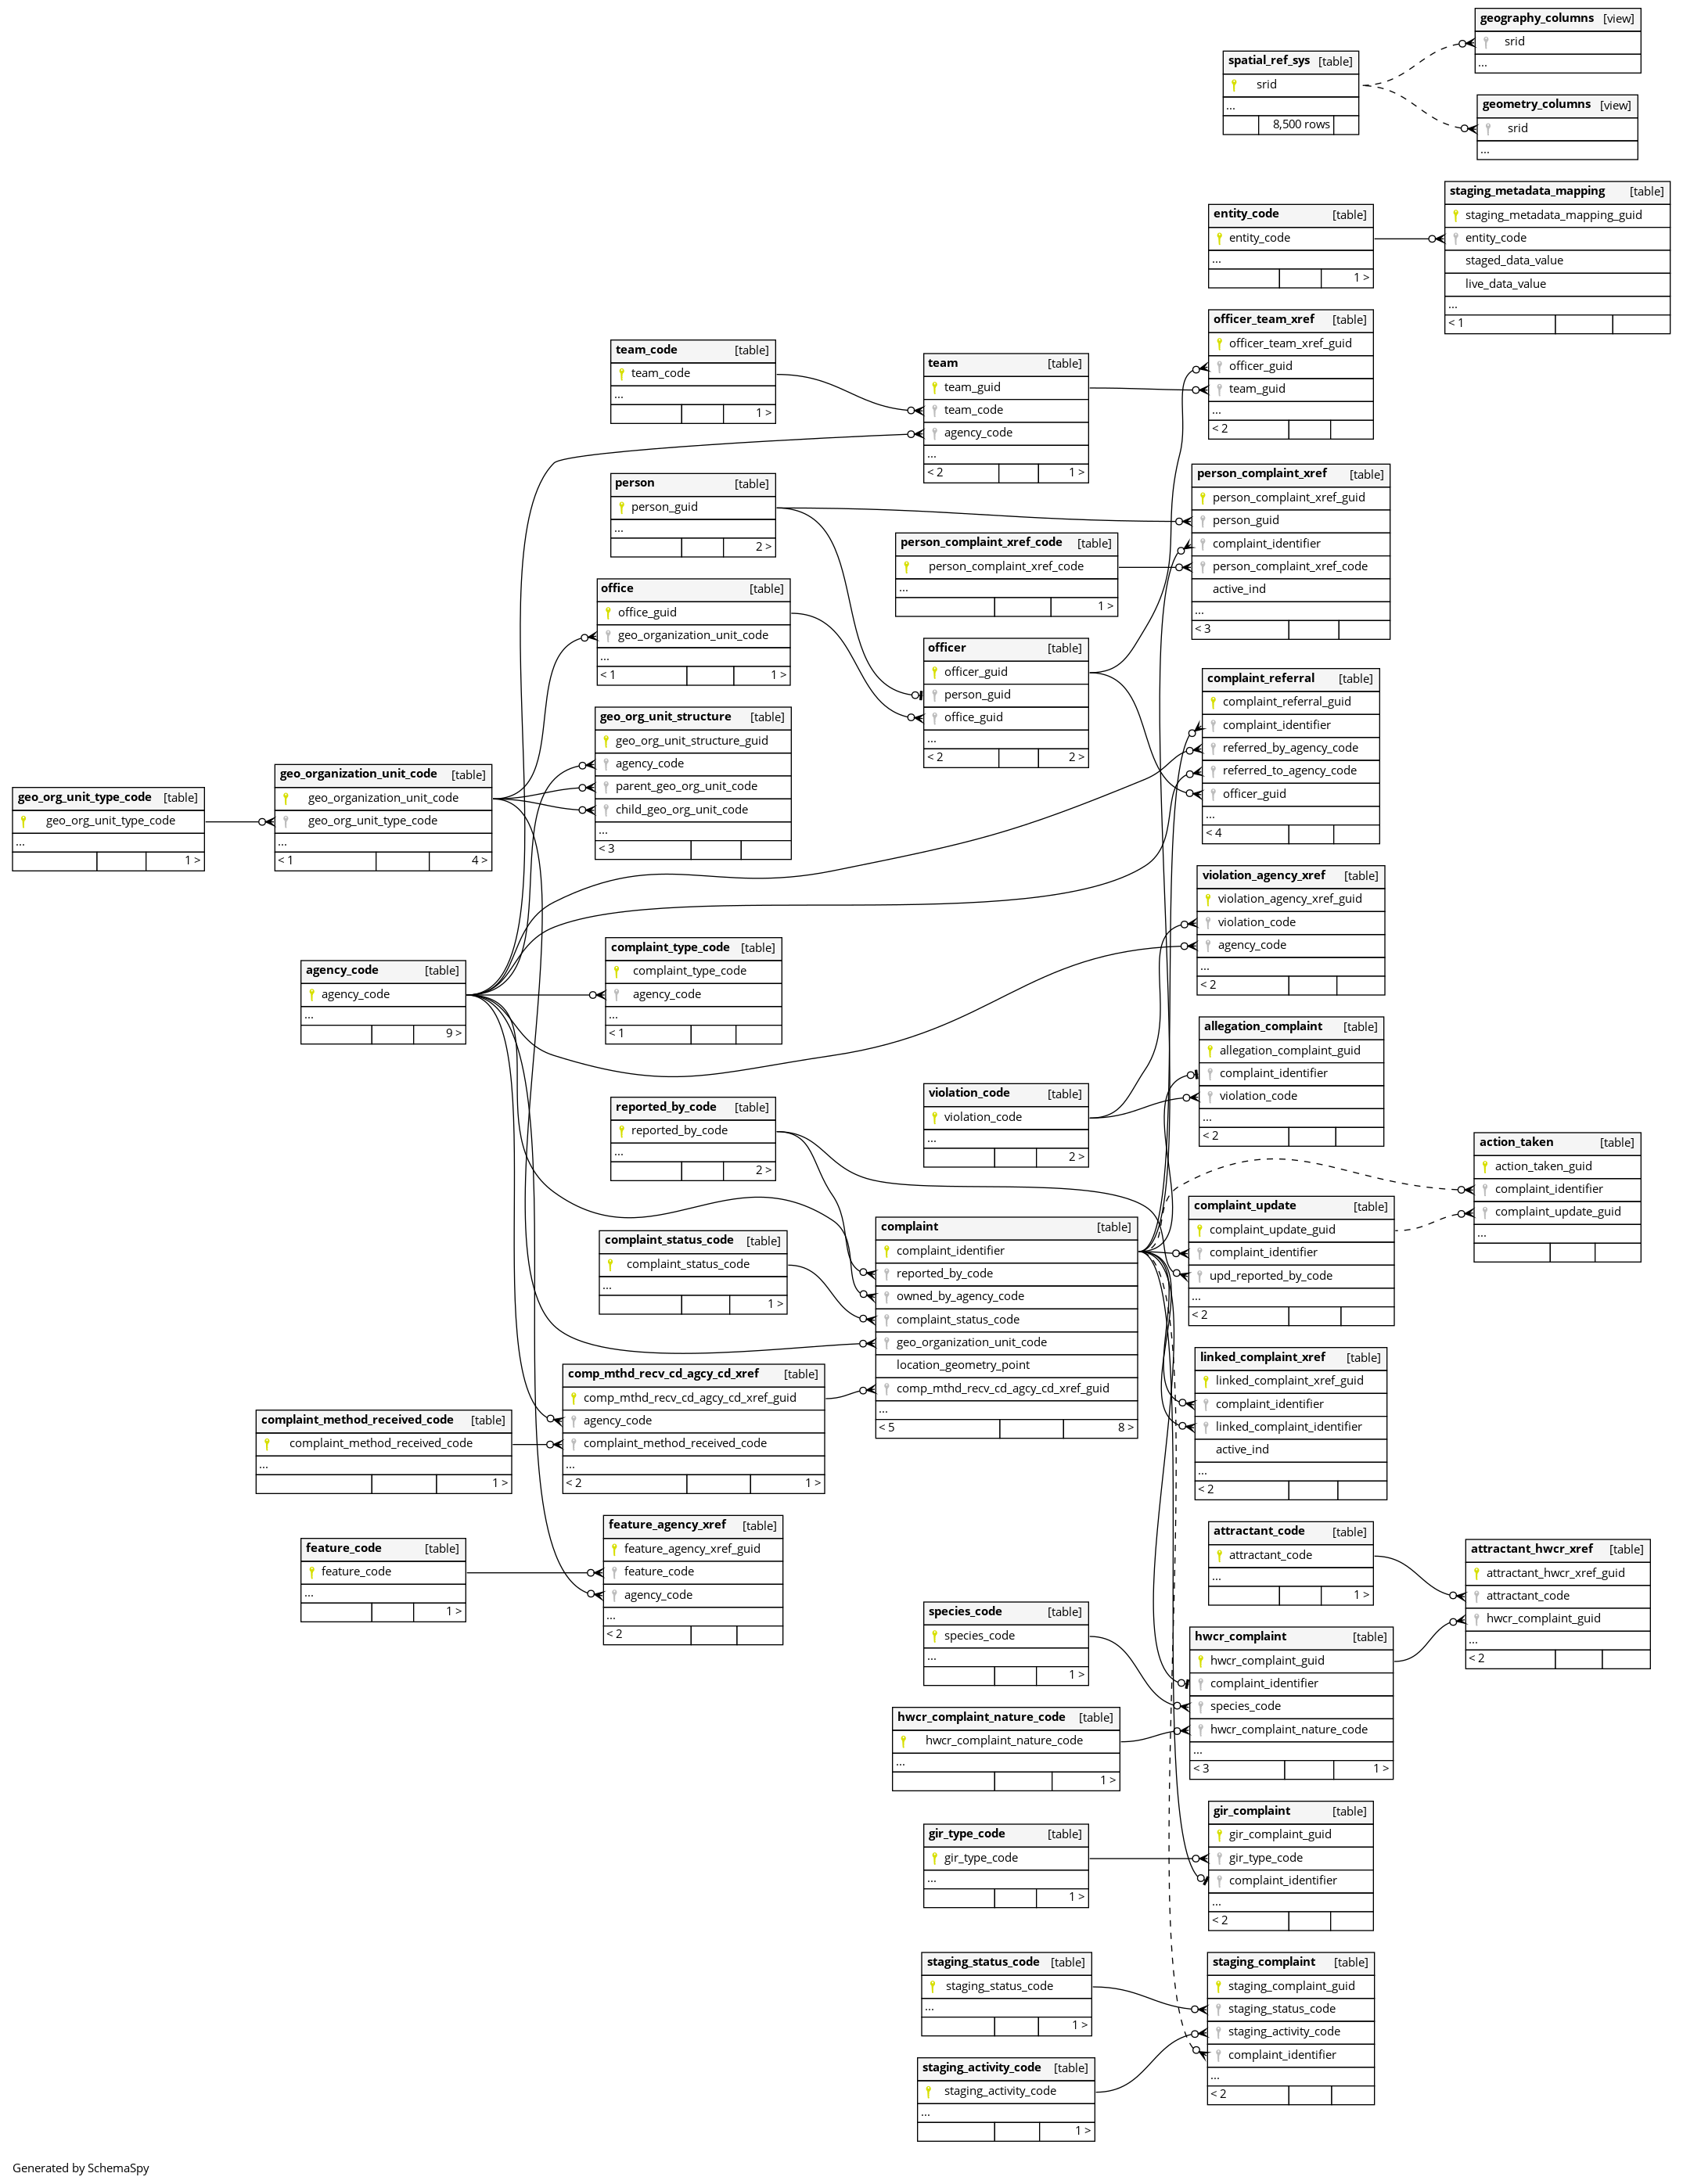 geography_columns [view]
srid
...
spatial_ref_sys [table]
srid
...
8,500 rows
geometry_columns [view]
srid
...
staging_metadata_mapping [table]
staging_metadata_mapping_guid
entity_code
staged_data_value
live_data_value
...
< 1
entity_code [table]
entity_code
...
1 >
officer_team_xref [table]
officer_team_xref_guid
officer_guid
team_guid
...
< 2
team_code [table]
team_code
...
1 >
team [table]
team_guid
team_code
agency_code
...
< 2 1 >
person [table]
person_guid
...
2 >
person_complaint_xref [table]
person_complaint_xref_guid
person_guid
complaint_identifier
person_complaint_xref_code
active_ind
...
< 3
person_complaint_xref_code [table]
person_complaint_xref_code
...
1 >
office [table]
office_guid
geo_organization_unit_code
...
< 1 1 >
officer [table]
officer_guid
person_guid
office_guid
...
< 2 2 >
complaint_referral [table]
complaint_referral_guid
complaint_identifier
referred_by_agency_code
referred_to_agency_code
officer_guid
...
< 4
geo_org_unit_structure [table]
geo_org_unit_structure_guid
agency_code
parent_geo_org_unit_code
child_geo_org_unit_code
...
< 3
geo_organization_unit_code [table]
geo_organization_unit_code
geo_org_unit_type_code
...
< 1 4 >
geo_org_unit_type_code [table]
geo_org_unit_type_code
...
1 >
violation_agency_xref [table]
violation_agency_xref_guid
violation_code
agency_code
...
< 2
complaint_type_code [table]
complaint_type_code
agency_code
...
< 1
agency_code [table]
agency_code
...
9 >
allegation_complaint [table]
allegation_complaint_guid
complaint_identifier
violation_code
...
< 2
violation_code [table]
violation_code
...
2 >
reported_by_code [table]
reported_by_code
...
2 >
action_taken [table]
action_taken_guid
complaint_identifier
complaint_update_guid
...
complaint_update [table]
complaint_update_guid
complaint_identifier
upd_reported_by_code
...
< 2
complaint [table]
complaint_identifier
reported_by_code
owned_by_agency_code
complaint_status_code
geo_organization_unit_code
location_geometry_point
comp_mthd_recv_cd_agcy_cd_xref_guid
...
< 5 8 >
complaint_status_code [table]
complaint_status_code
...
1 >
linked_complaint_xref [table]
linked_complaint_xref_guid
complaint_identifier
linked_complaint_identifier
active_ind
...
< 2
comp_mthd_recv_cd_agcy_cd_xref [table]
comp_mthd_recv_cd_agcy_cd_xref_guid
agency_code
complaint_method_received_code
...
< 2 1 >
complaint_method_received_code [table]
complaint_method_received_code
...
1 >
feature_agency_xref [table]
feature_agency_xref_guid
feature_code
agency_code
...
< 2
feature_code [table]
feature_code
...
1 >
attractant_code [table]
attractant_code
...
1 >
attractant_hwcr_xref [table]
attractant_hwcr_xref_guid
attractant_code
hwcr_complaint_guid
...
< 2
species_code [table]
species_code
...
1 >
hwcr_complaint [table]
hwcr_complaint_guid
complaint_identifier
species_code
hwcr_complaint_nature_code
...
< 3 1 >
hwcr_complaint_nature_code [table]
hwcr_complaint_nature_code
...
1 >
gir_complaint [table]
gir_complaint_guid
gir_type_code
complaint_identifier
...
< 2
gir_type_code [table]
gir_type_code
...
1 >
staging_status_code [table]
staging_status_code
...
1 >
staging_complaint [table]
staging_complaint_guid
staging_status_code
staging_activity_code
complaint_identifier
...
< 2
staging_activity_code [table]
staging_activity_code
...
1 >
Generated by SchemaSpy